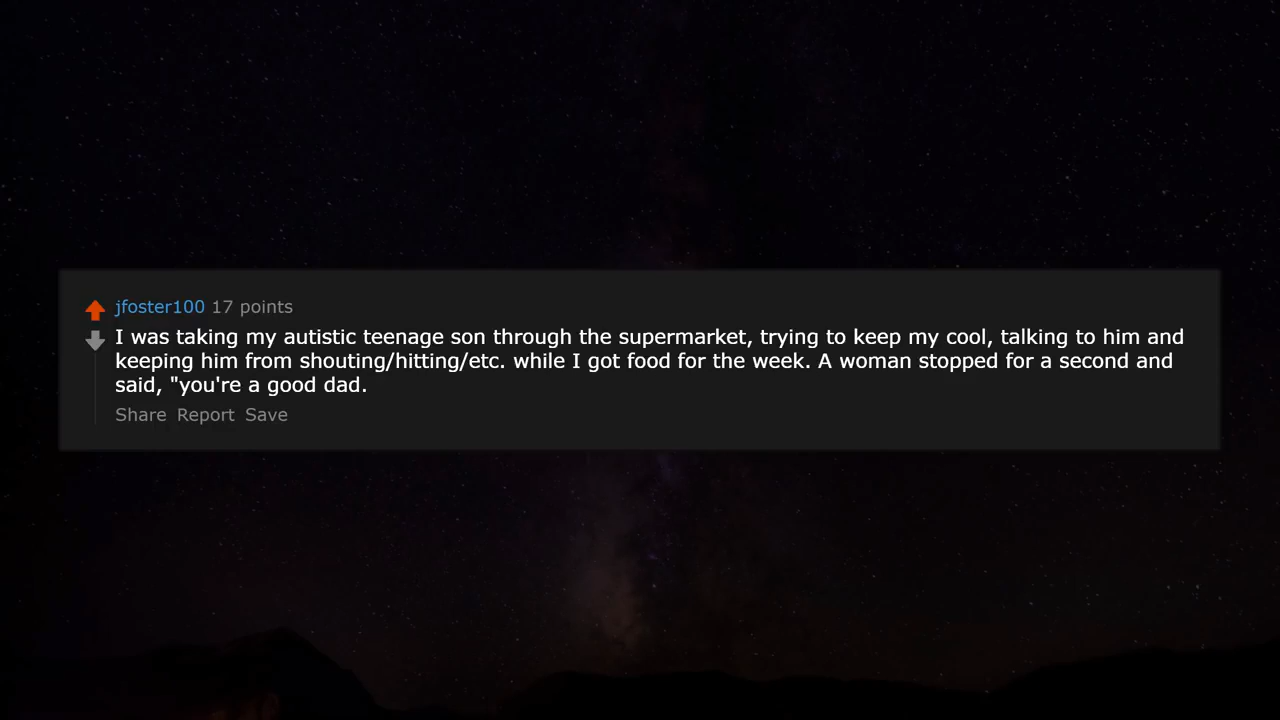 jfoster100 17 points
I was taking my autistic teenage son through the supermarket, trying to keep my cool, talking to him and
keeping him from shouting/hitting/etc. while I got food for the week. A woman stopped for a second and
said, "you're a good dad.
Share Report Save